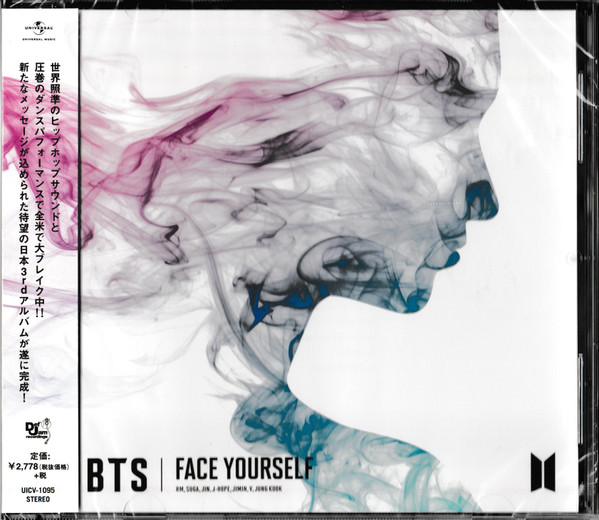 UNIVERSAL
UNIVERSAL MUSIC
世界照準のヒップホップサウンドと
圧巻のダンスパフォーマンスで全米で大ブレイク中!!
新たなメッセージが込められた待望の日本3rdアルバムが遂に完成!
Def Jam
recordings
定価:
￥2,778(税抜価格)
+税
UICV-1095
STEREO
BTS | FACE YOURSELF
RM, SUGA, JIN, J-HOPE, JIMIN, V, JUNG KOOK